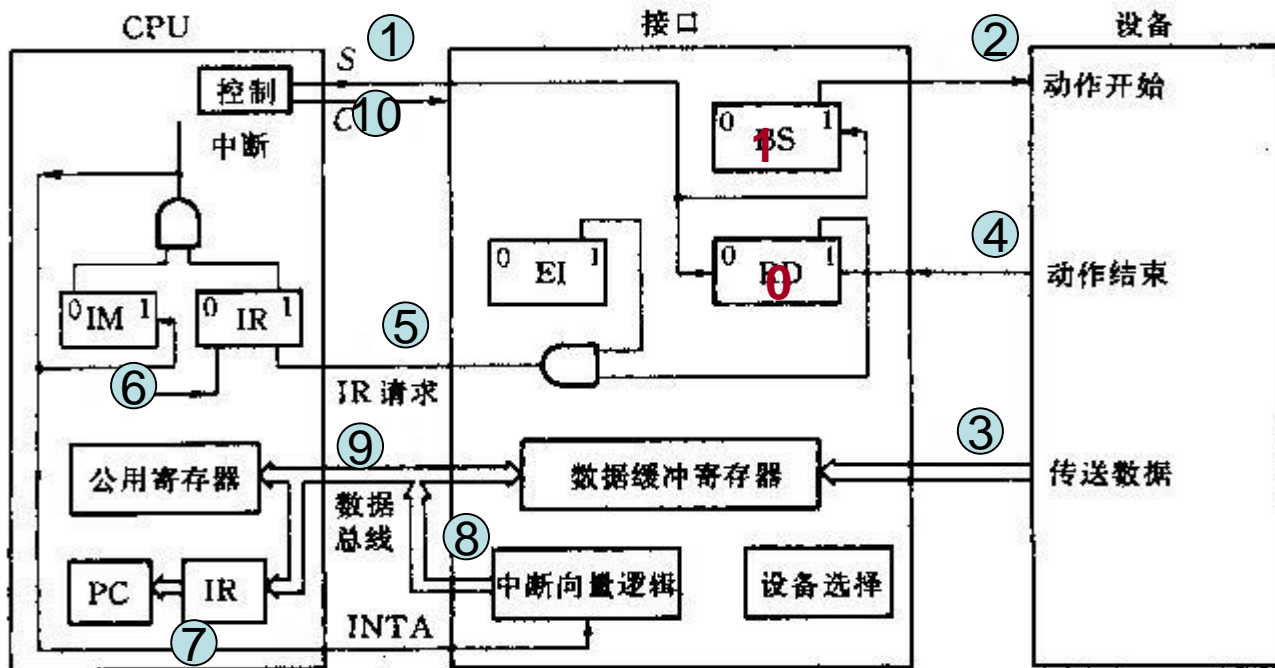 CPU
接口
设备
①
②
S
控制
C
⑩
动作开始
中断
0 1
BS
1
④
0 1
EI
0 1
RD
0
动作结束
0 1
IM
0 1
IR
⑤
⑥
IR 请求
⑨
③
公用寄存器
数据缓冲寄存器
传送数据
数据
总线
⑧
PC
IR
中断向量逻辑
设备选择
⑦
INTA